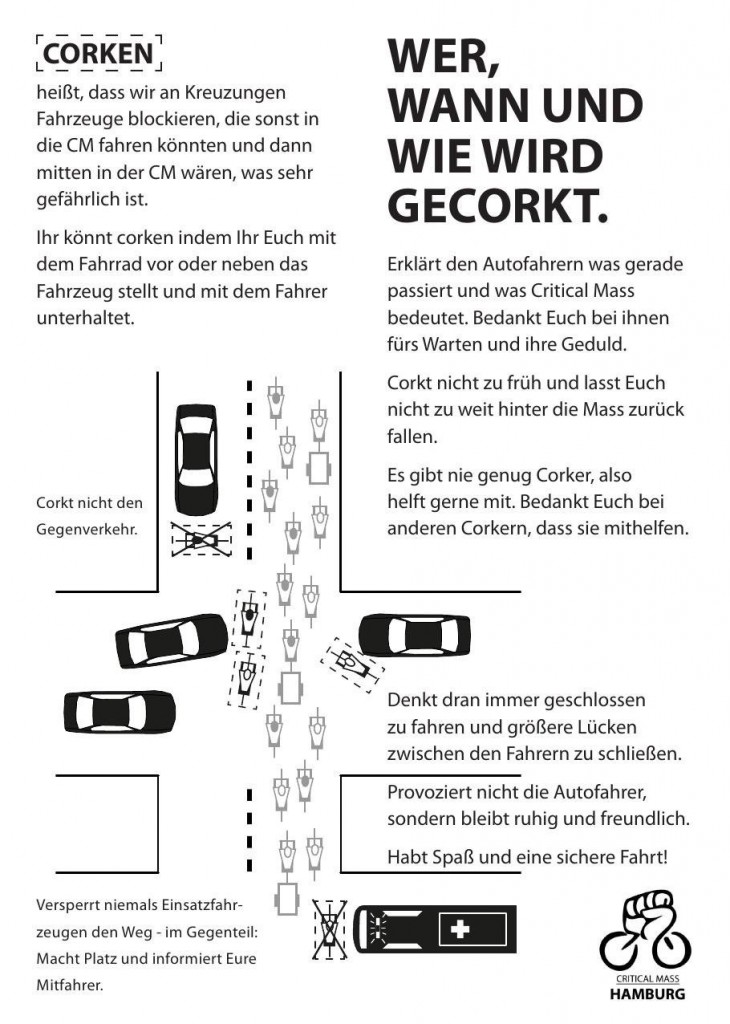 CORKEN
heißt, dass wir an Kreuzungen
Fahrzeuge blockieren, die sonst in
die CM fahren könnten und dann
mitten in der CM wären, was sehr
gefährlich ist.
Ihr könnt corken indem Ihr Euch mit
dem Fahrrad vor oder neben das
Fahrzeug stellt und mit dem Fahrer
unterhaltet.
WER,
WANN UND
WIE WIRD
GECORKT.
Erklärt den Autofahrern was gerade
passiert und was Critical Mass
bedeutet. Bedankt Euch bei ihnen
fürs Warten und ihre Geduld.
Corkt nicht zu früh und lasst Euch
nicht zu weit hinter die Mass zurück
fallen.
Es gibt nie genug Corker, also
helft gerne mit. Bedankt Euch bei
anderen Corkern, dass sie mithelfen.
Corkt nicht den
Gegenverkehr.
Denkt dran immer geschlossen
zu fahren und größere Lücken
zwischen den Fahrern zu schließen.
Provoziert nicht die Autofahrer,
sondern bleibt ruhig und freundlich.
Habt Spaß und eine sichere Fahrt!
Versperrt niemals Einsatzfahr-
zeugen den Weg - im Gegenteil:
Macht Platz und informiert Eure
Mitfahrer.
CRITICAL MASS
HAMBURG